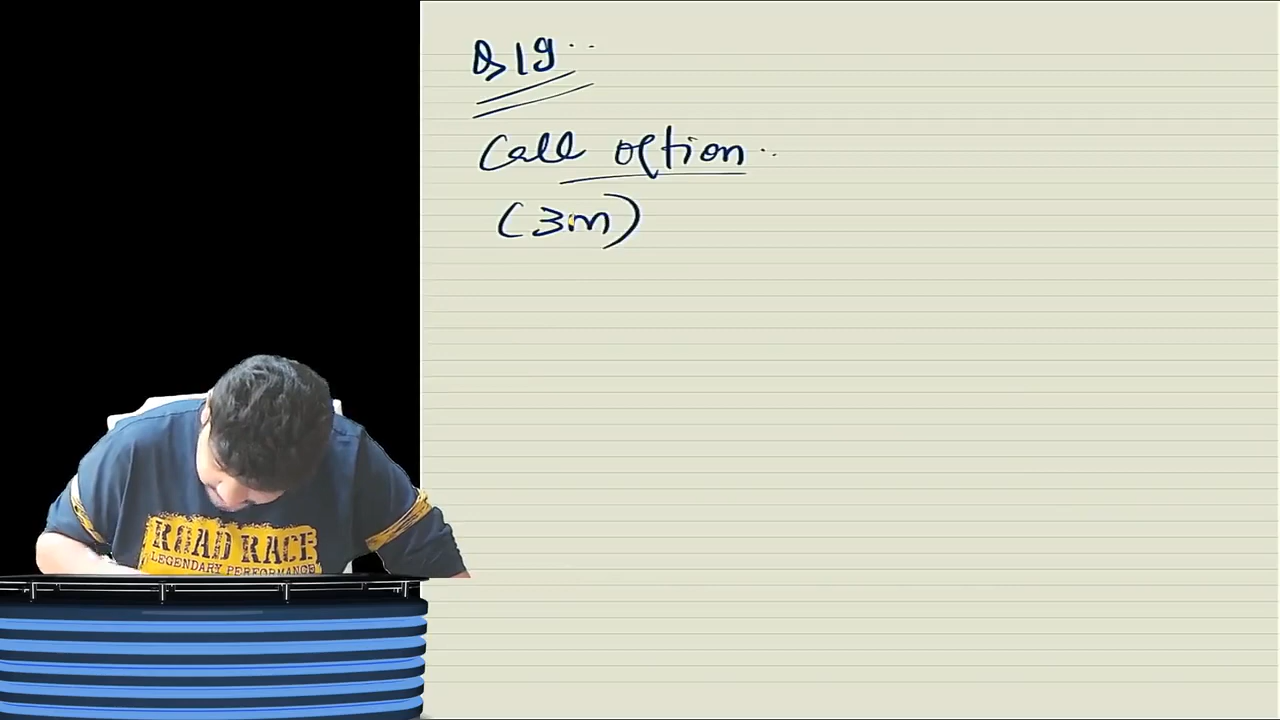 Q19..
Call option..
(3m)
ROAD RACE
LEGENDARY PERFORMANCE